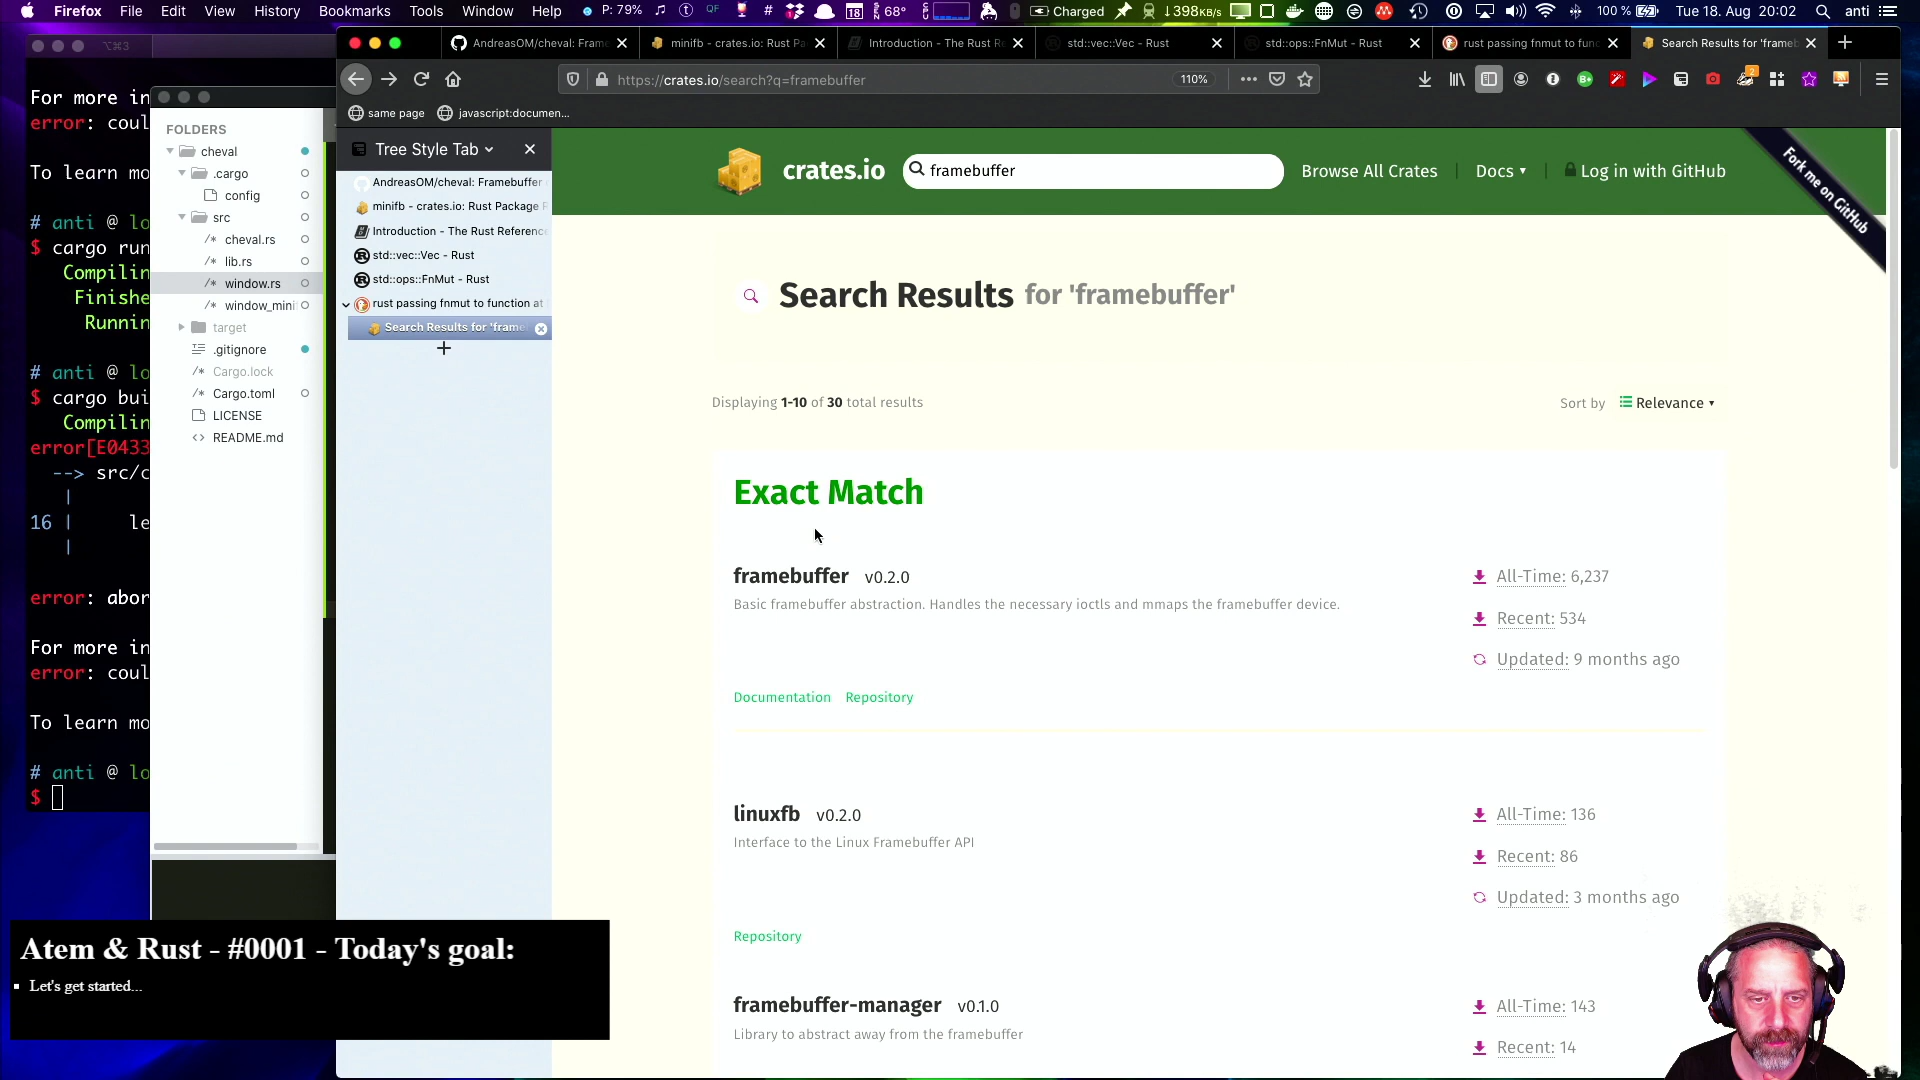 Firefox File Edit View History Bookmarks Tools Window Help P: 79% QF # 18 68° Charged ↓398KB/s 100 % Tue 18. Aug 20:02 anti
⌥⌘3
AndreasOM/cheval: Frame
minifb - crates.io: Rust Pa
Introduction - The Rust Re
std::vec::Vec - Rust
std::ops::FnMut - Rust
rust passing fnmut to func
Search Results for 'frameb
https://crates.io/search?q=framebuffer
110%
same page
javascript:documen...
For more in
error: coul
To learn mo
# anti @ lo
$ cargo run
Compilin
Finishe
Runnin
# anti @ lo
$ cargo bui
Compilin
error[E0433
--> src/c
|
16 | le
|
error: abor
For more in
error: coul
To learn mo
# anti @ lo
$
FOLDERS
cheval
.cargo
config
src
/* cheval.rs
/* lib.rs
/* window.rs
/* window_mini
target
.gitignore
/* Cargo.lock
/* Cargo.toml
LICENSE
<> README.md
Tree Style Tab
AndreasOM/cheval: Framebuffer
minifb - crates.io: Rust Package R
Introduction - The Rust Reference
std::vec::Vec - Rust
std::ops::FnMut - Rust
rust passing fnmut to function at
Search Results for 'frame
crates.io
framebuffer
Browse All Crates
Docs ▾
Log in with GitHub
Fork me on GitHub
Search Results for 'framebuffer'
Displaying 1-10 of 30 total results
Sort by Relevance ▾
Exact Match
framebuffer v0.2.0
Basic framebuffer abstraction. Handles the necessary ioctls and mmaps the framebuffer device.
All-Time: 6,237
Recent: 534
Updated: 9 months ago
Documentation Repository
linuxfb v0.2.0
Interface to the Linux Framebuffer API
All-Time: 136
Recent: 86
Updated: 3 months ago
Repository
framebuffer-manager v0.1.0
Library to abstract away from the framebuffer
All-Time: 143
Recent: 14
Atem & Rust - #0001 - Today's goal:
Let's get started...